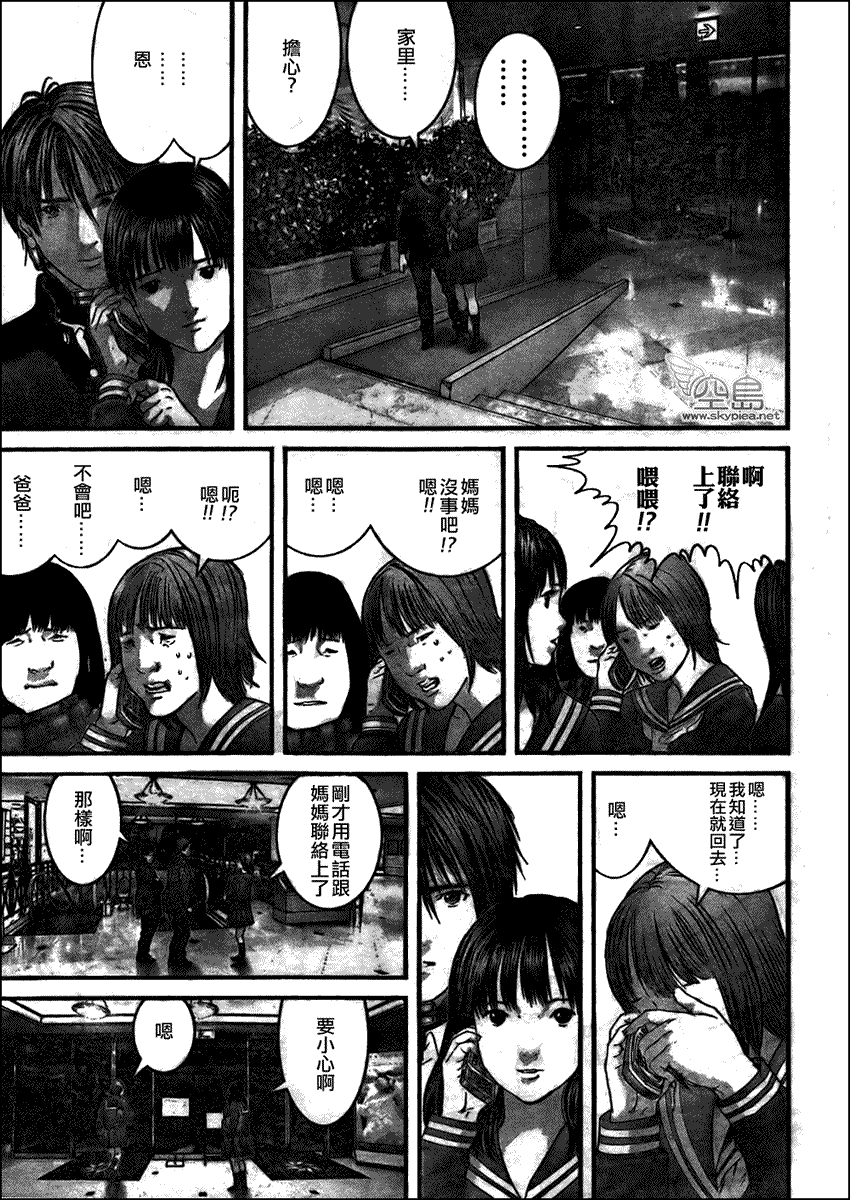 …………
家里……
擔心？
……
恩……
空島
www.skypiea.net
啊
聯絡
上了!!
喂喂!?
媽媽
沒事吧!?
嗯!!
嗯…
嗯…
呃!?
嗯!!
嗯…
不會吧……
爸爸…
嗯……
我知道了…
現在就回去…
嗯…
剛才用電話跟
媽媽聯絡上了
那樣啊…
要小心啊
嗯